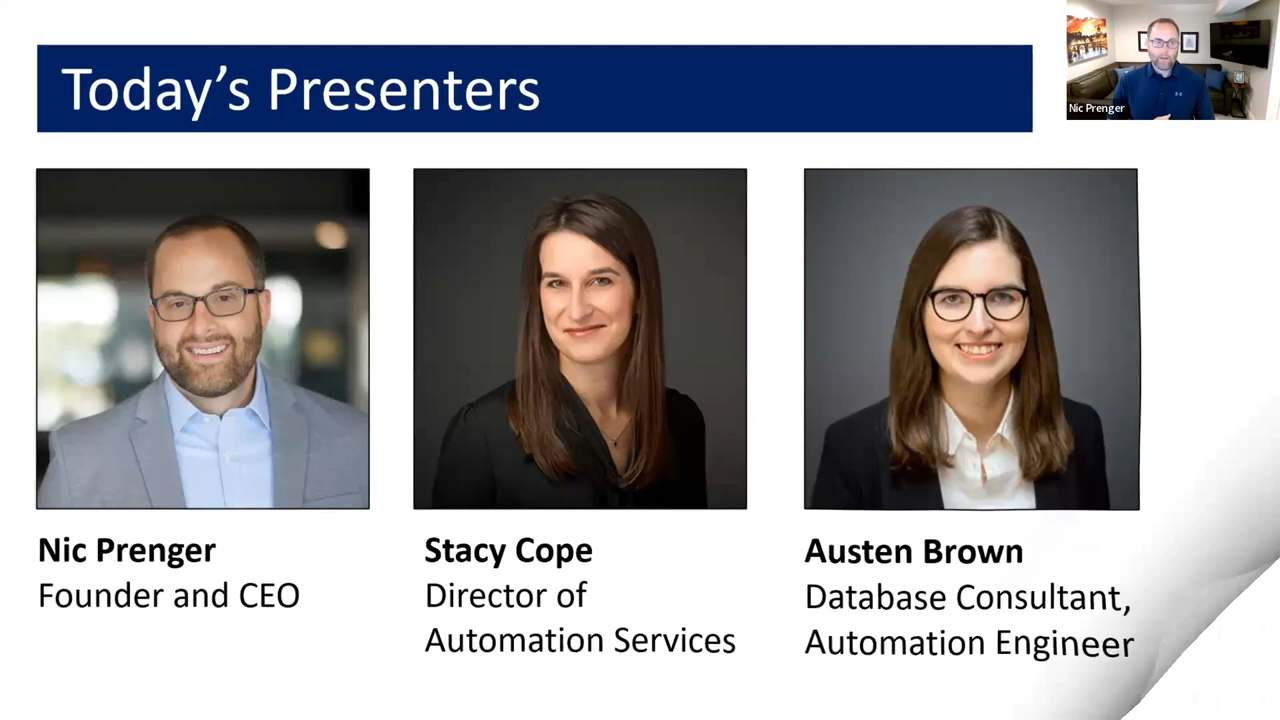 Today's Presenters
Nic Prenger
Nic Prenger
Founder and CEO
Stacy Cope
Director of
Automation Services
Austen Brown
Database Consultant,
Automation Engineer